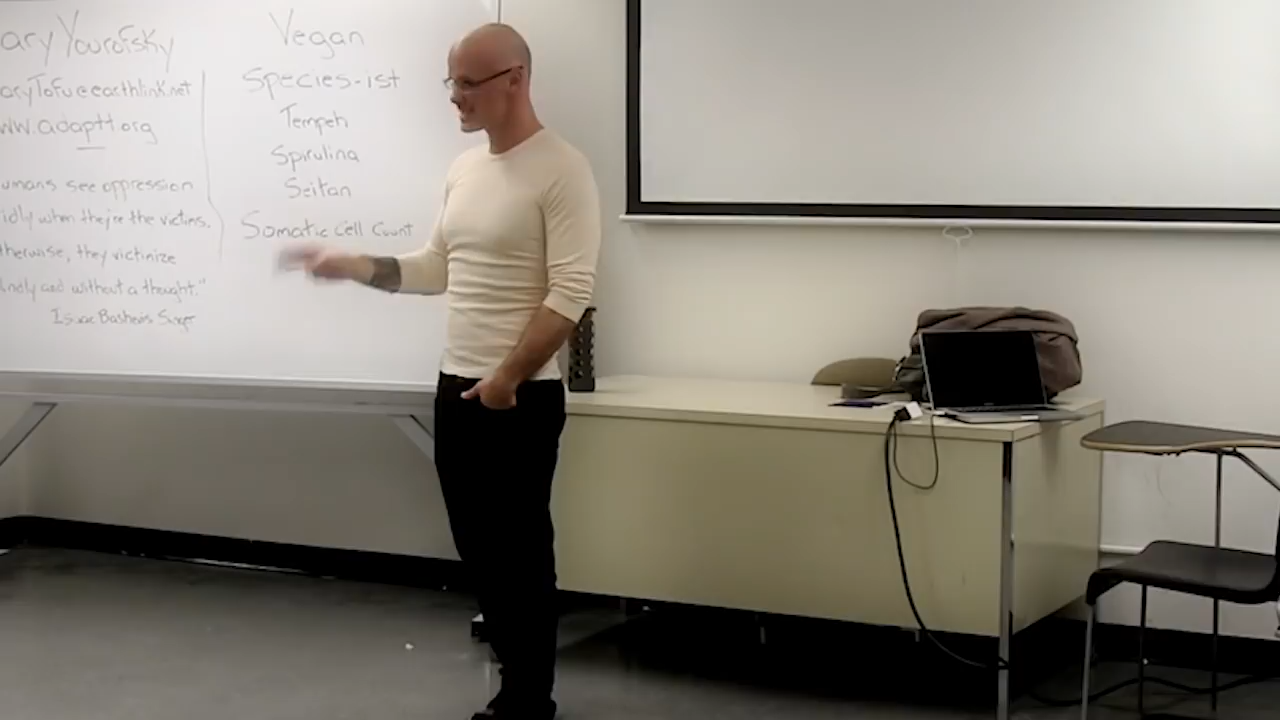 ary Yourofsky
aryTofu@earthlink.net
ww.adaptt.org
umans see oppression
idly when they're the victims.
therwise, they victimize
indly and without a thought."
Isaac Bashevis Singer
Vegan
Species-ist
Tempeh
Spirulina
Seitan
Somatic Cell Count